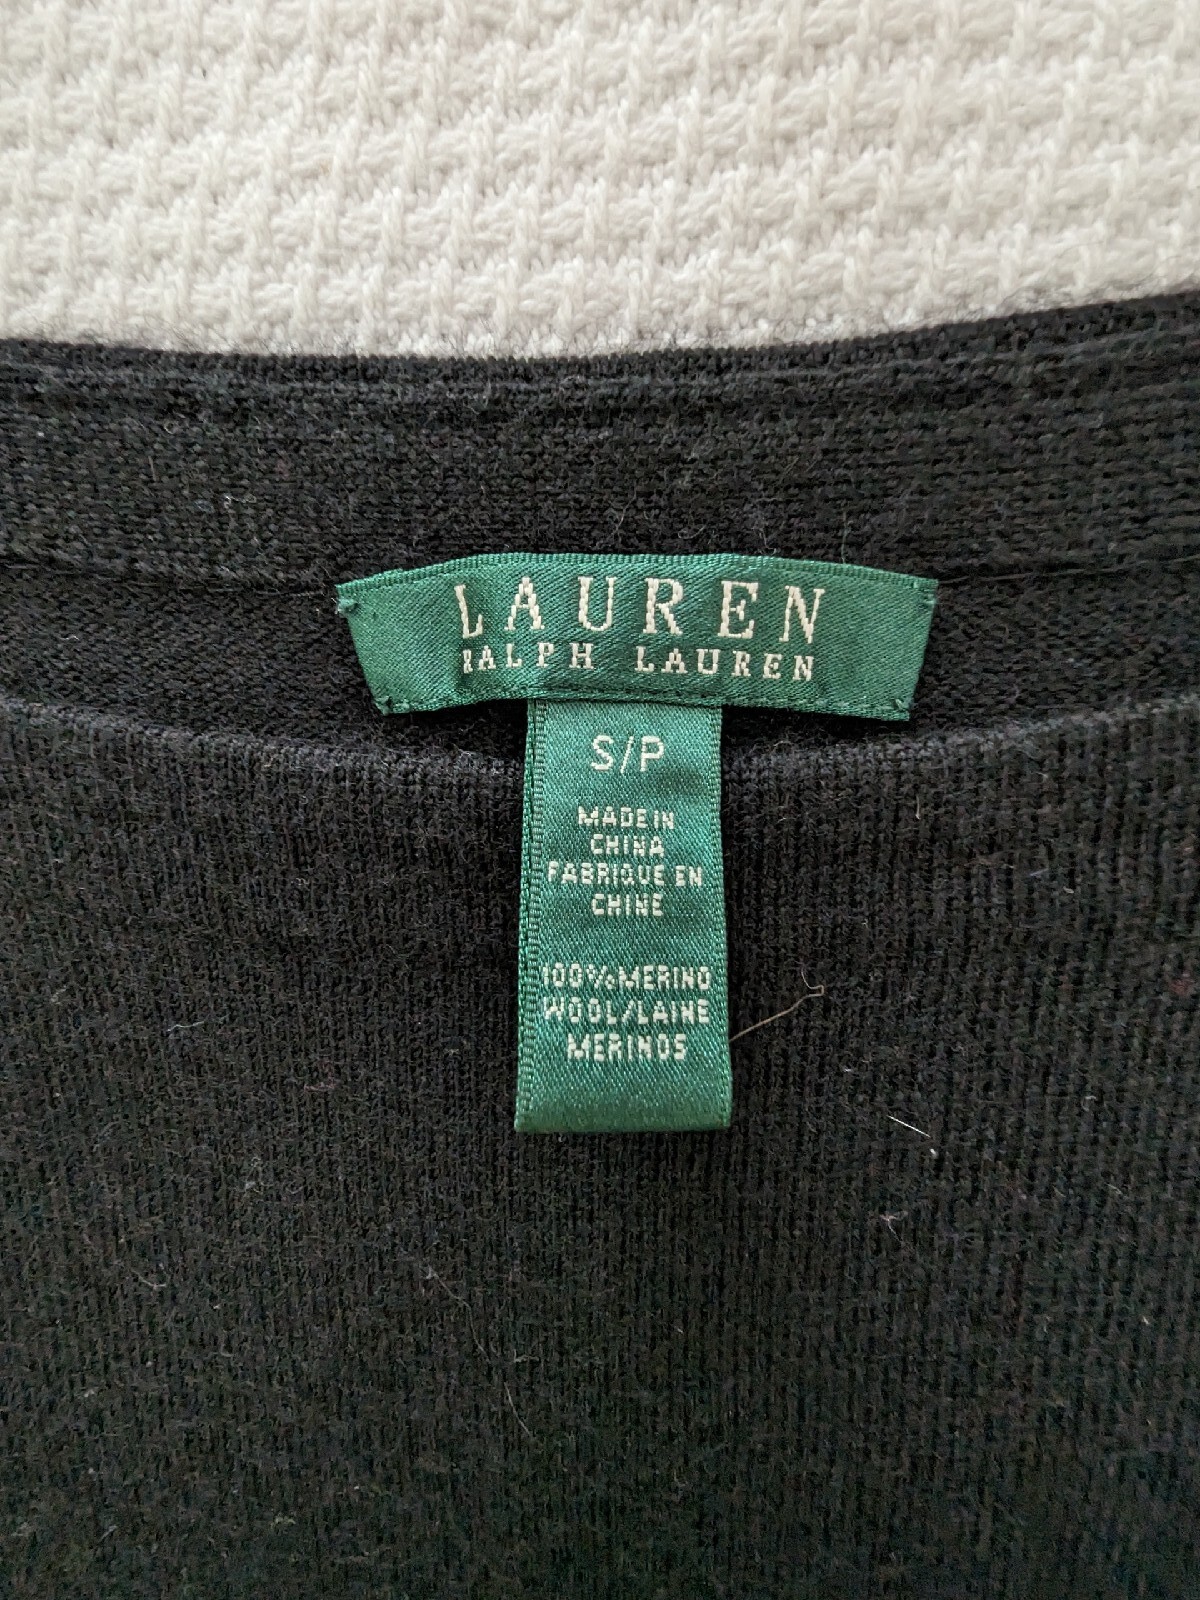 LAUREN
RALPH LAUREN
S/P
MADE IN
CHINA
FABRIQUE EN
CHINE
100%MERINO
WOOL/LAINE
MERINOS